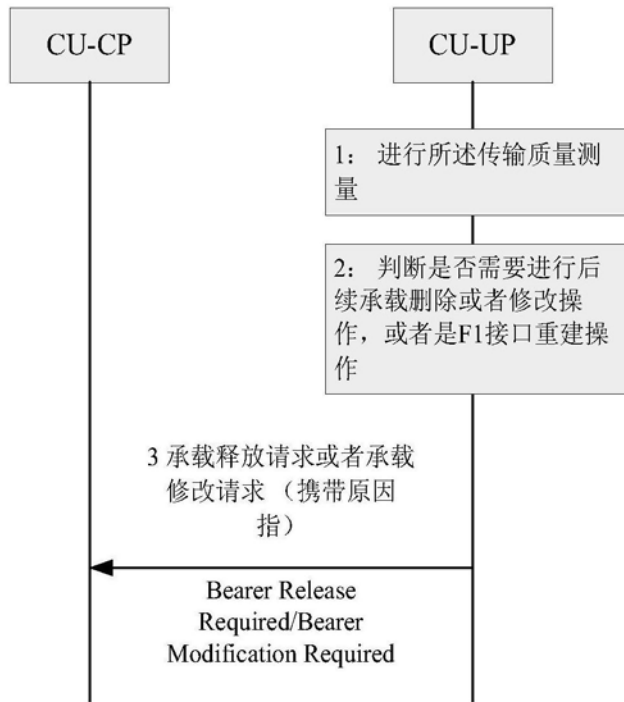 CU-CP
CU-UP
1： 进行所述传输质量测
量
2： 判断是否需要进行后
续承载删除或者修改操
作，或者是F1接口重建操
作
3 承载释放请求或者承载
修改请求 （携带原因
指）
Bearer Release
Required/Bearer
Modification Required